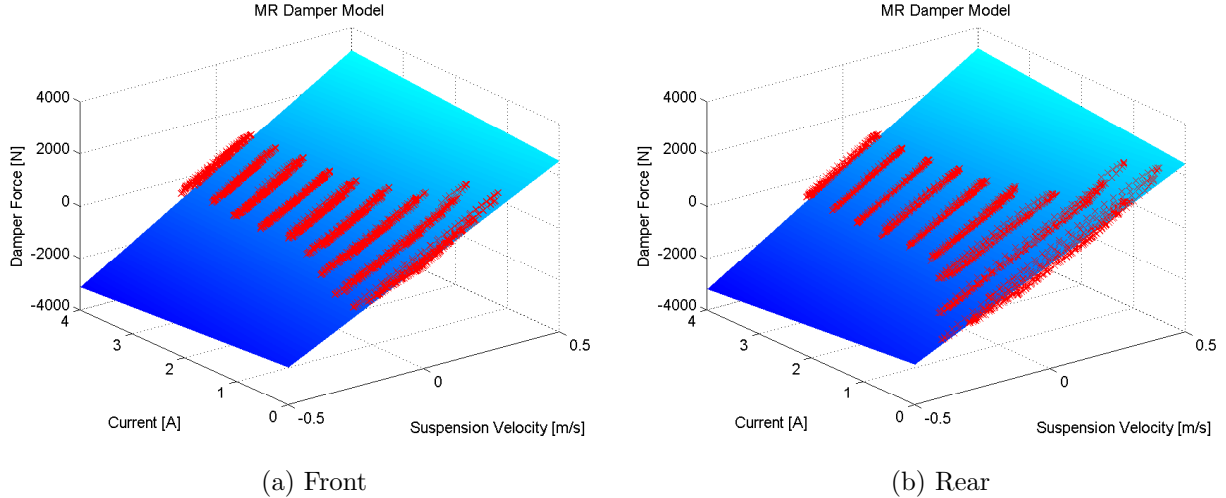 MR Damper Model
4000
2000
0
-2000
-4000
Damper Force [N]
4
3
2
1
0
Current [A]
-0.5
0
0.5
Suspension Velocity [m/s]
(a) Front
MR Damper Model
4000
2000
0
-2000
-4000
Damper Force [N]
4
3
2
1
0
Current [A]
-0.5
0
0.5
Suspension Velocity [m/s]
(b) Rear